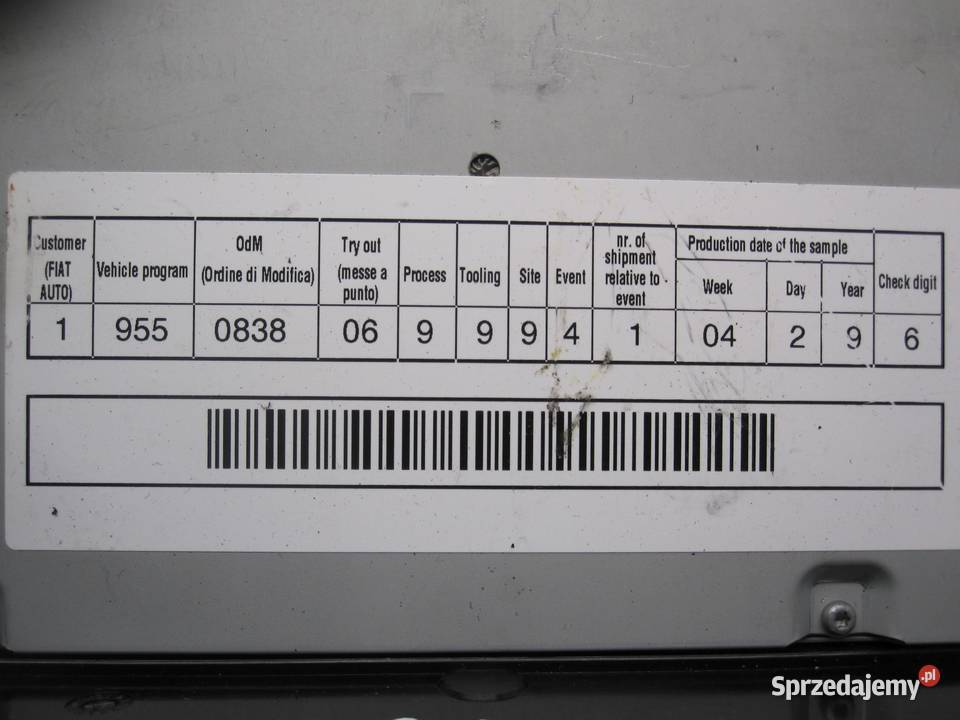 Customer (FIAT AUTO) Vehicle program OdM (Ordine di Modifica) Try out (messe a punto) Process Tooling Site Event nr. of shipment relative to event Production date of the sample Week Day Year Check digit
1 955 0838 06 9 9 9 4 1 04 2 9 6
Sprzedajemy.pl